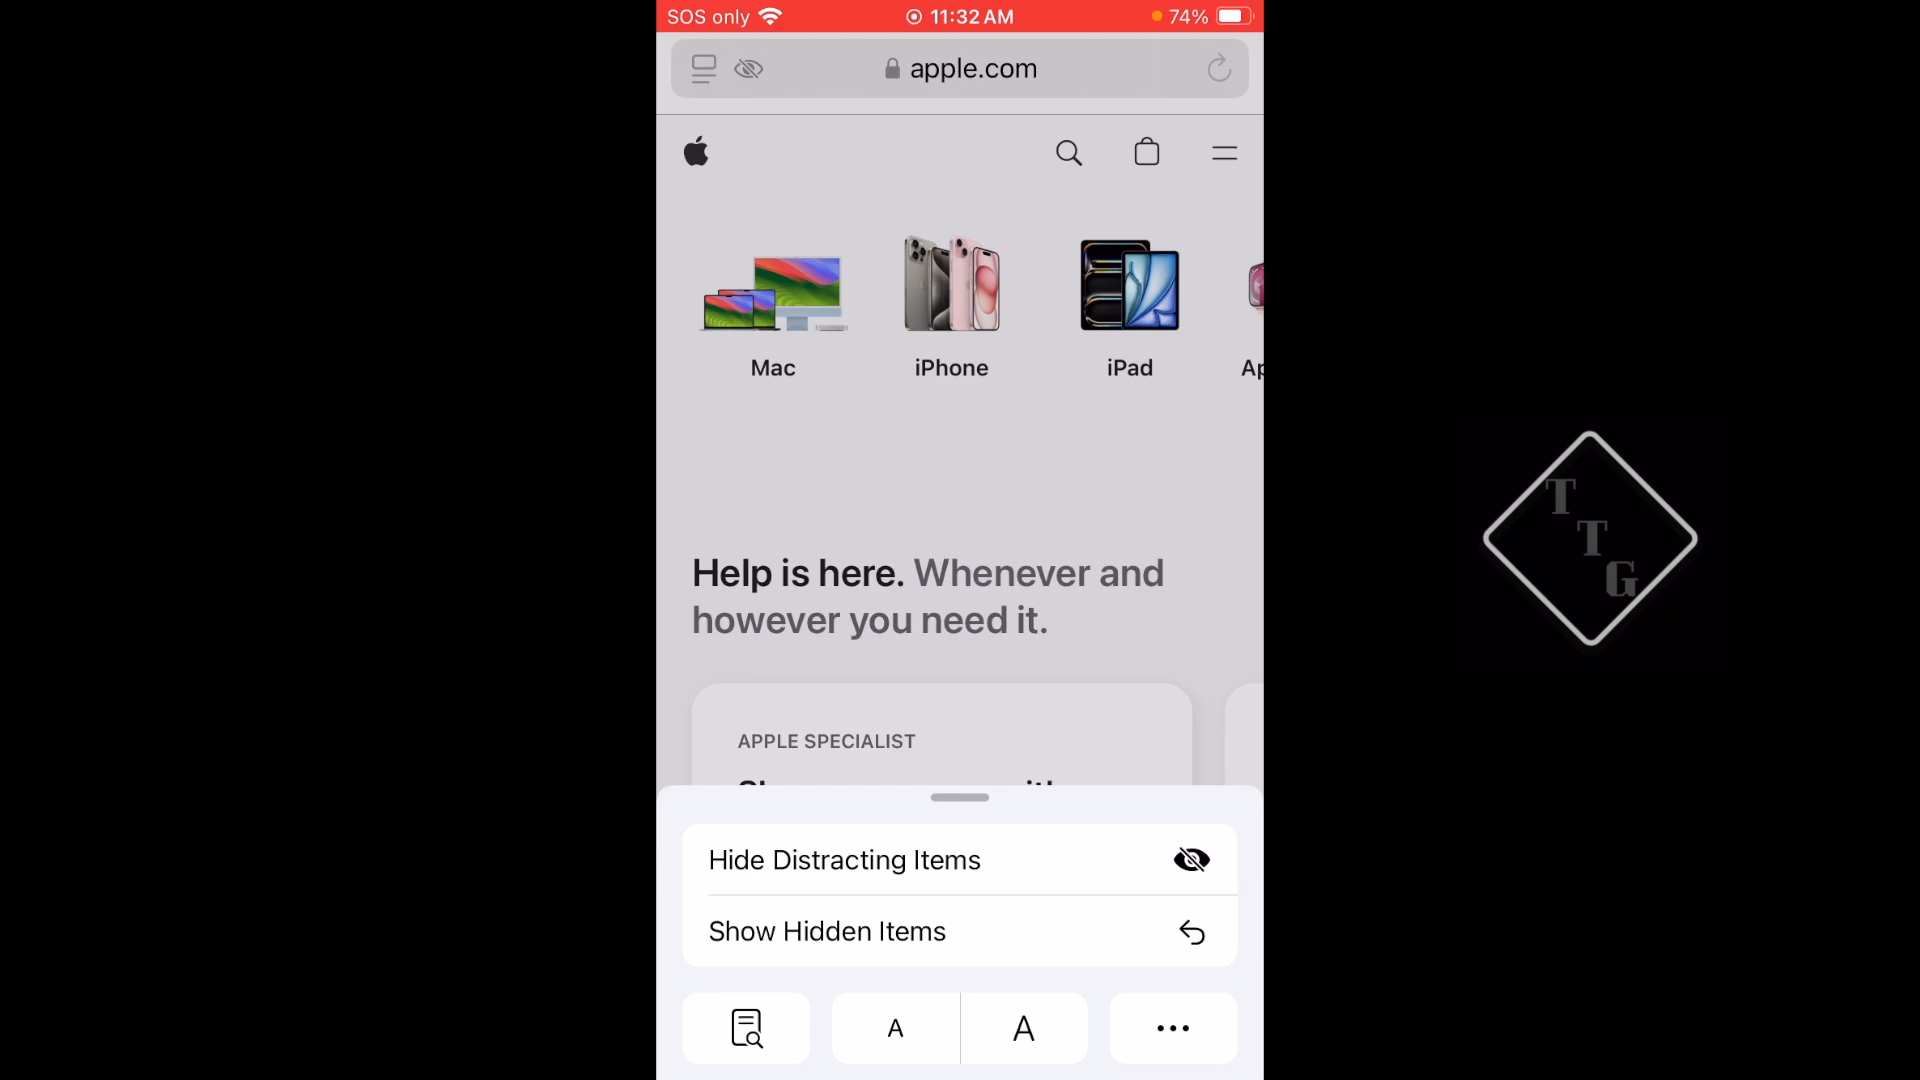 SOS only
11:32 AM
74%
apple.com
Mac
iPhone
iPad
Help is here. Whenever and
however you need it.
APPLE SPECIALIST
Hide Distracting Items
Show Hidden Items
A
A
T
T
G